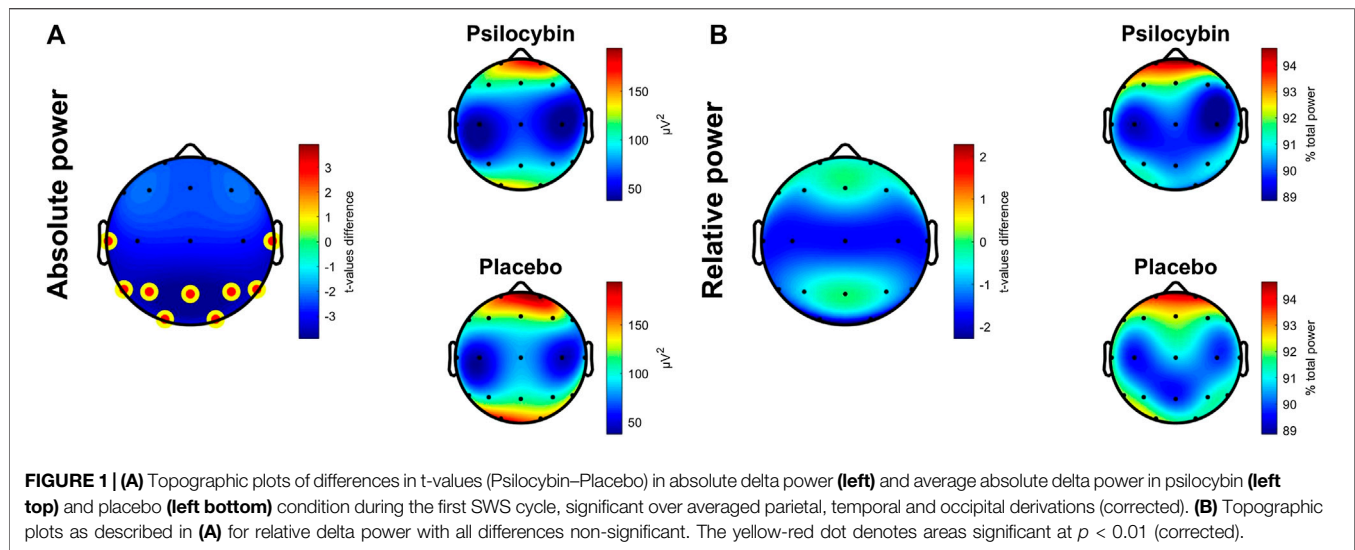 A
Absolute power
3
2
1
0
-1
-2
-3
t-values difference
Psilocybin
150
100
50
µV²
Placebo
150
100
50
µV²
B
Relative power
2
1
0
-1
-2
t-values difference
Psilocybin
94
93
92
91
90
89
% total power
Placebo
94
93
92
91
90
89
% total power
FIGURE 1 | (A) Topographic plots of differences in t-values (Psilocybin–Placebo) in absolute delta power (left) and average absolute delta power in psilocybin (left
top) and placebo (left bottom) condition during the first SWS cycle, significant over averaged parietal, temporal and occipital derivations (corrected). (B) Topographic
plots as described in (A) for relative delta power with all differences non-significant. The yellow-red dot denotes areas significant at p < 0.01 (corrected).